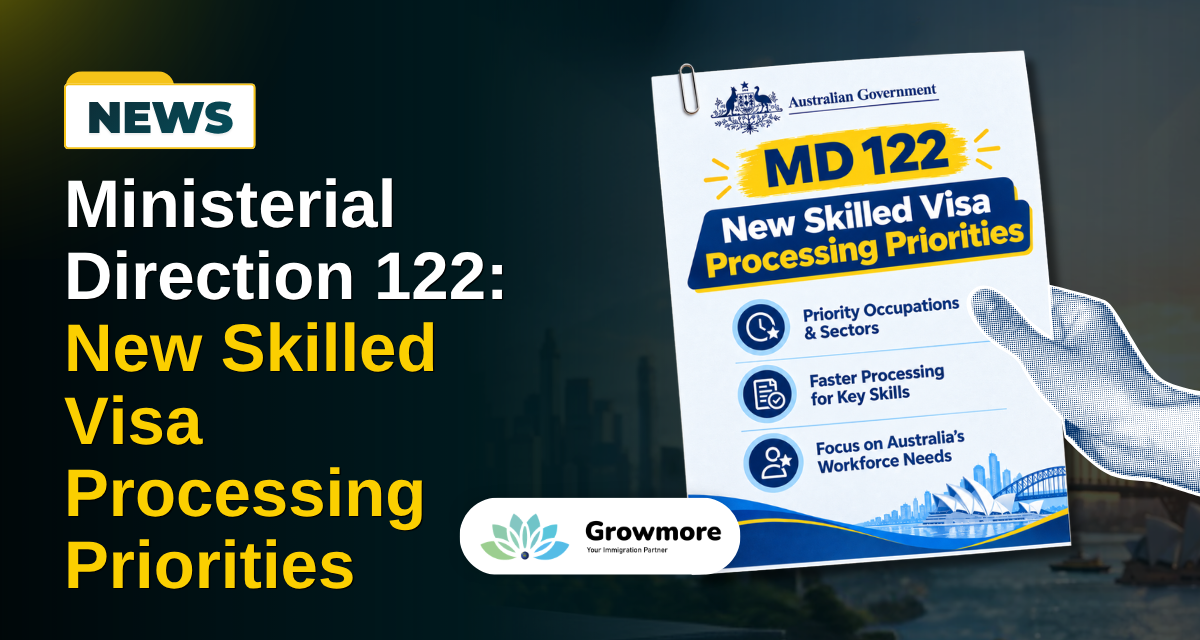 NEWS
Ministerial
Direction 122:
New Skilled
Visa
Processing
Priorities
Australian Government
MD 122
New Skilled Visa
Processing Priorities
Priority Occupations
& Sectors
Faster Processing
for Key Skills
Focus on Australia's
Workforce Needs
Growmore
Your Immigration Partner